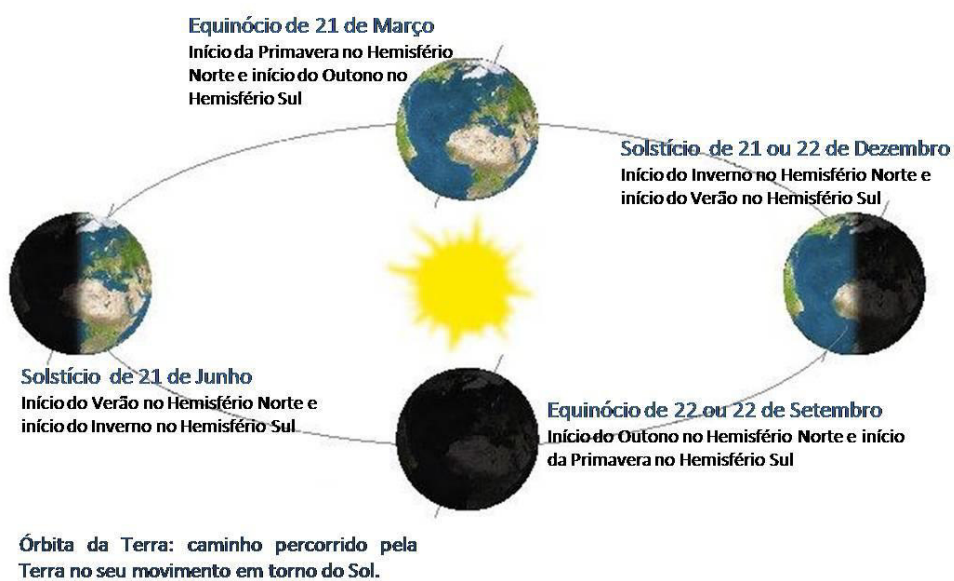 Equinócio de 21 de Março
Início da Primavera no Hemisfério
Norte e início do Outono no
Hemisfério Sul
Solstício de 21 ou 22 de Dezembro
Início do Inverno no Hemisfério Norte e
início do Verão no Hemisfério Sul
Solstício de 21 de Junho
Início do Verão no Hemisfério Norte e
início do Inverno no Hemisfério Sul
Equinócio de 22 ou 22 de Setembro
Início do Outono no Hemisfério Norte e início
da Primavera no Hemisfério Sul
Órbita da Terra: caminho percorrido pela
Terra no seu movimento em torno do Sol.